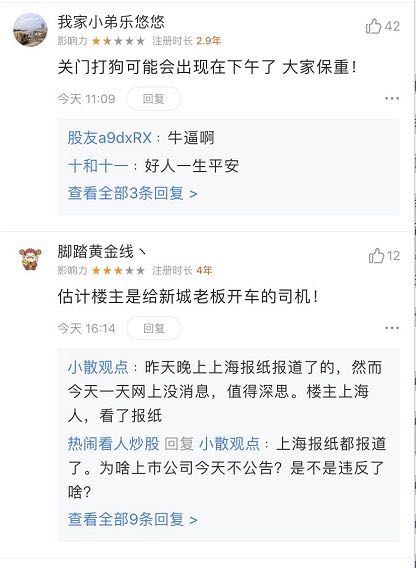 我家小弟乐悠悠
42
影响力 注册时长 2.9年
关门打狗可能会出现在下午了 大家保重！
今天 11:09 回复
股友a9dxRX：牛逼啊
十和十一：好人一生平安
查看全部3条回复 >
脚踏黄金线丶
12
影响力 注册时长 4年
估计楼主是给新城老板开车的司机！
今天 16:14 回复
小散观点：昨天晚上上海报纸报道了的，然而
今天一天网上没消息，值得深思。楼主上海
人，看了报纸
热闹看人炒股 回复 小散观点：上海报纸都报道
了。为啥上市公司今天不公告？是不是违反了
啥？
查看全部9条回复 >